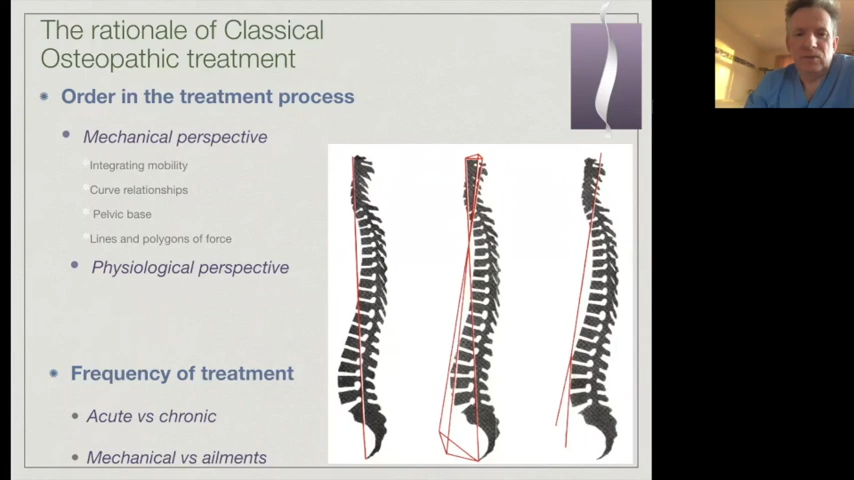 The rationale of Classical
Osteopathic treatment
Order in the treatment process
Mechanical perspective
Integrating mobility
Curve relationships
Pelvic base
Lines and polygons of force
Physiological perspective
Frequency of treatment
Acute vs chronic
Mechanical vs ailments